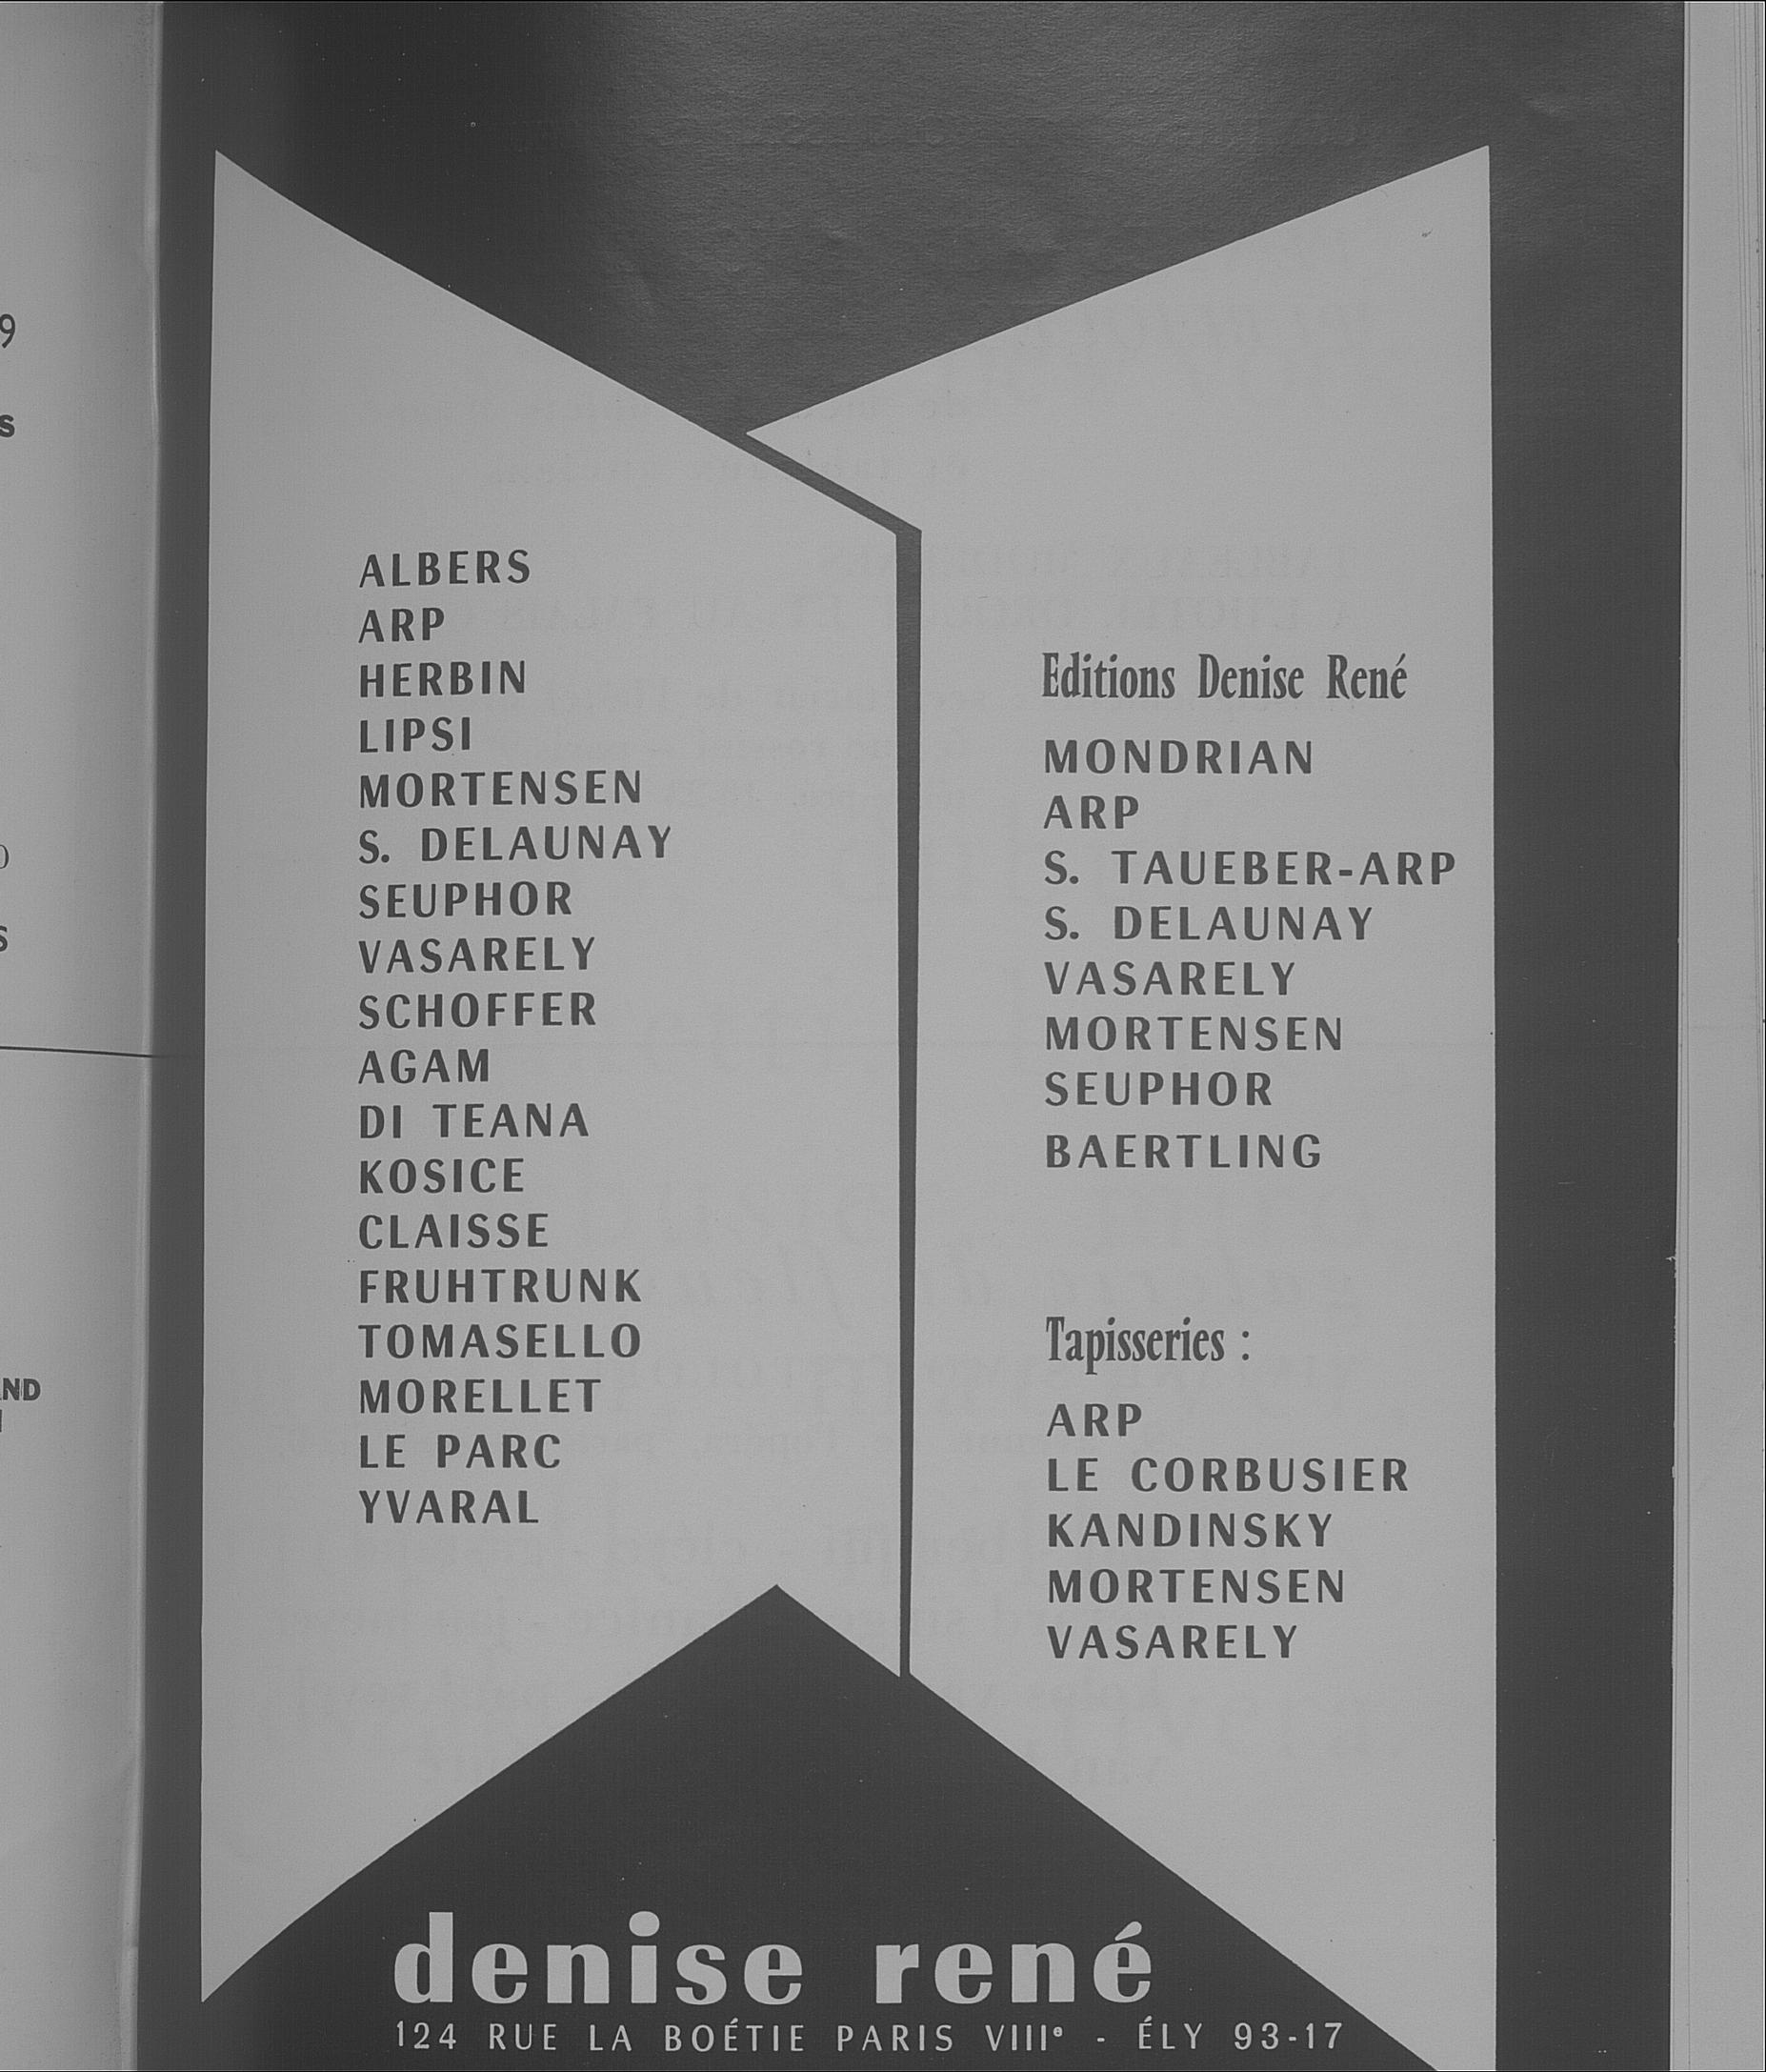 9
s
S
ND
ALBERS
ARP
HERBIN
LIPSI
MORTENSEN
S. DELAUNAY
SEUPHOR
VASARELY
SCHOFFER
AGAM
DI TEANA
KOSICE
CLAISSE
FRUHTRUNK
TOMASELLO
MORELLET
LE PARC
YVARAL
Editions Denise René
MONDRIAN
ARP
S. TAUEBER-ARP
S. DELAUNAY
VASARELY
MORTENSEN
SEUPHOR
BAERTLING
Tapisseries :
ARP
LE CORBUSIER
KANDINSKY
MORTENSEN
VASARELY
denise rené
124 RUE LA BOÉTIE PARIS VIIIᵉ - ÉLY 93-17